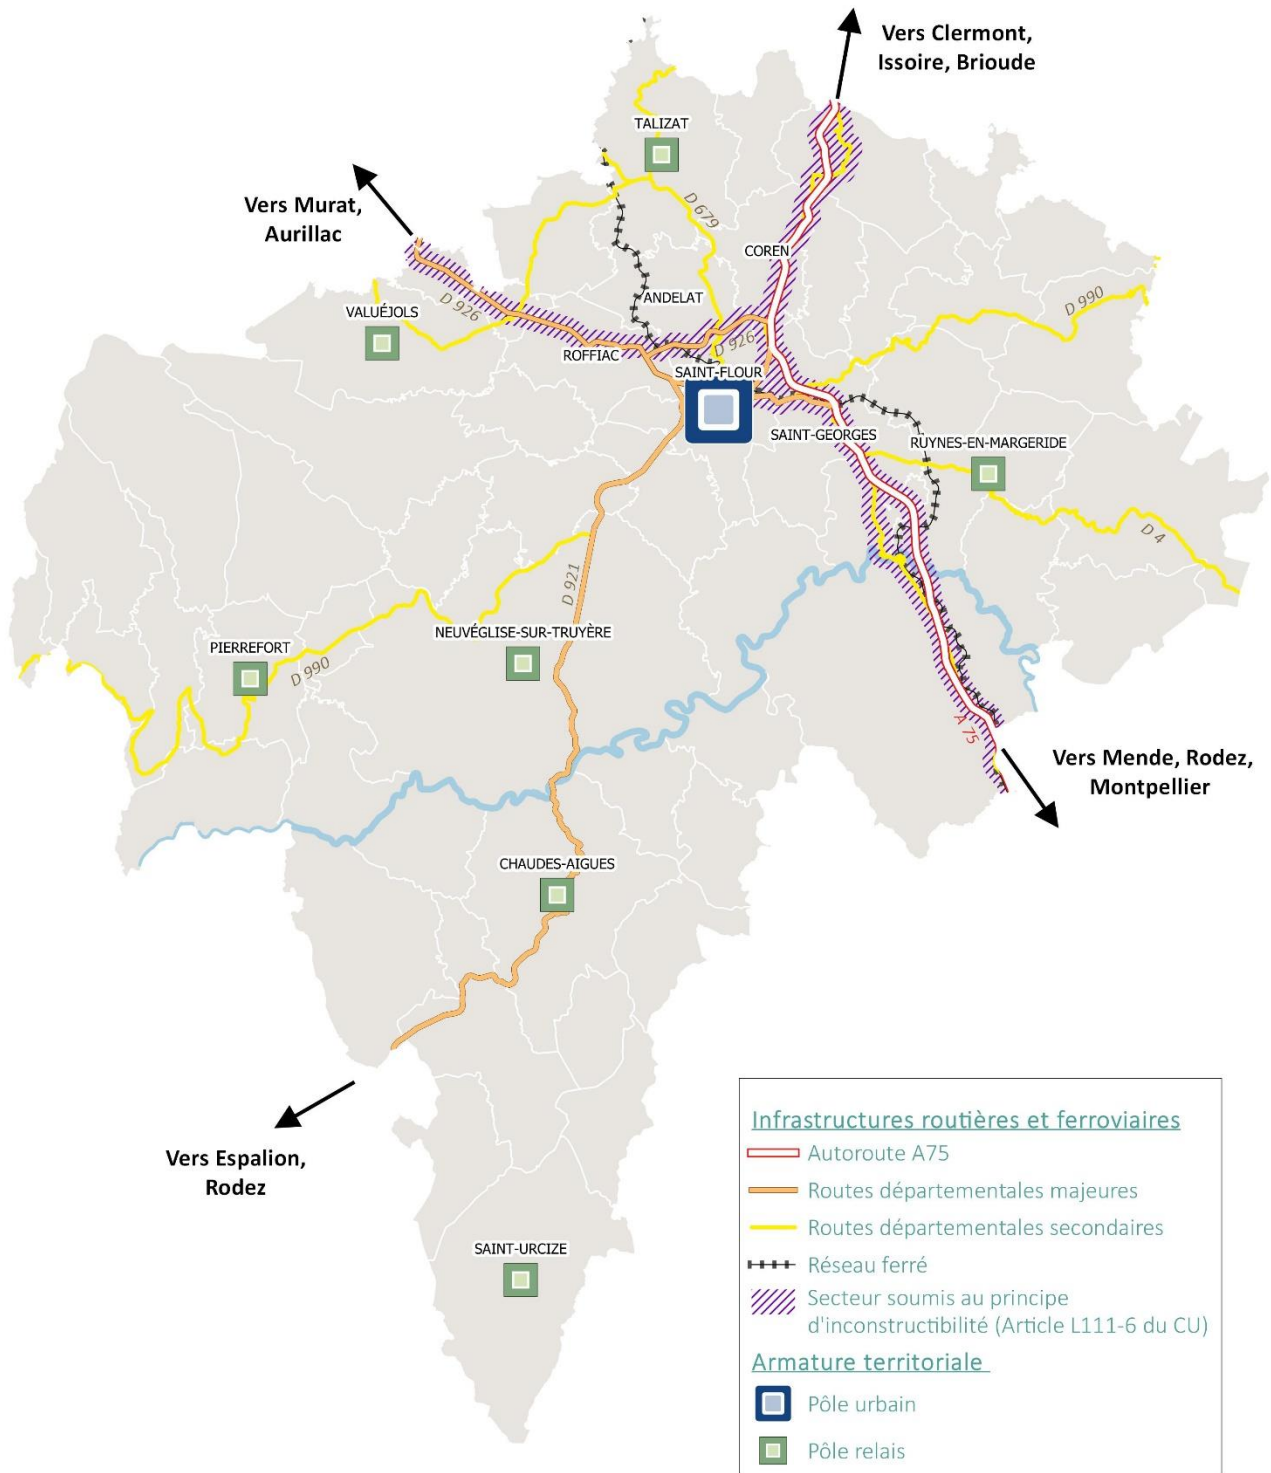 Vers Clermont,
Issoire, Brioude
TALIZAT
Vers Murat,
Aurillac
D 679
COREN
ANDELAT
D 990
VALUÉJOLS
D 926
ROFFIAC
D 926
SAINT-FLOUR
SAINT-GEORGES
RUYNES-EN-MARGERIDE
D 4
D 921
NEUVÉGLISE-SUR-TRUYÈRE
PIERREFORT
D 990
A 75
Vers Mende, Rodez,
Montpellier
CHAUDES-AIGUES
Vers Espalion,
Rodez
SAINT-URCIZE
Infrastructures routières et ferroviaires
Autoroute A75
Routes départementales majeures
Routes départementales secondaires
Réseau ferré
Secteur soumis au principe
d'inconstructibilité (Article L111-6 du CU)
Armature territoriale
Pôle urbain
Pôle relais